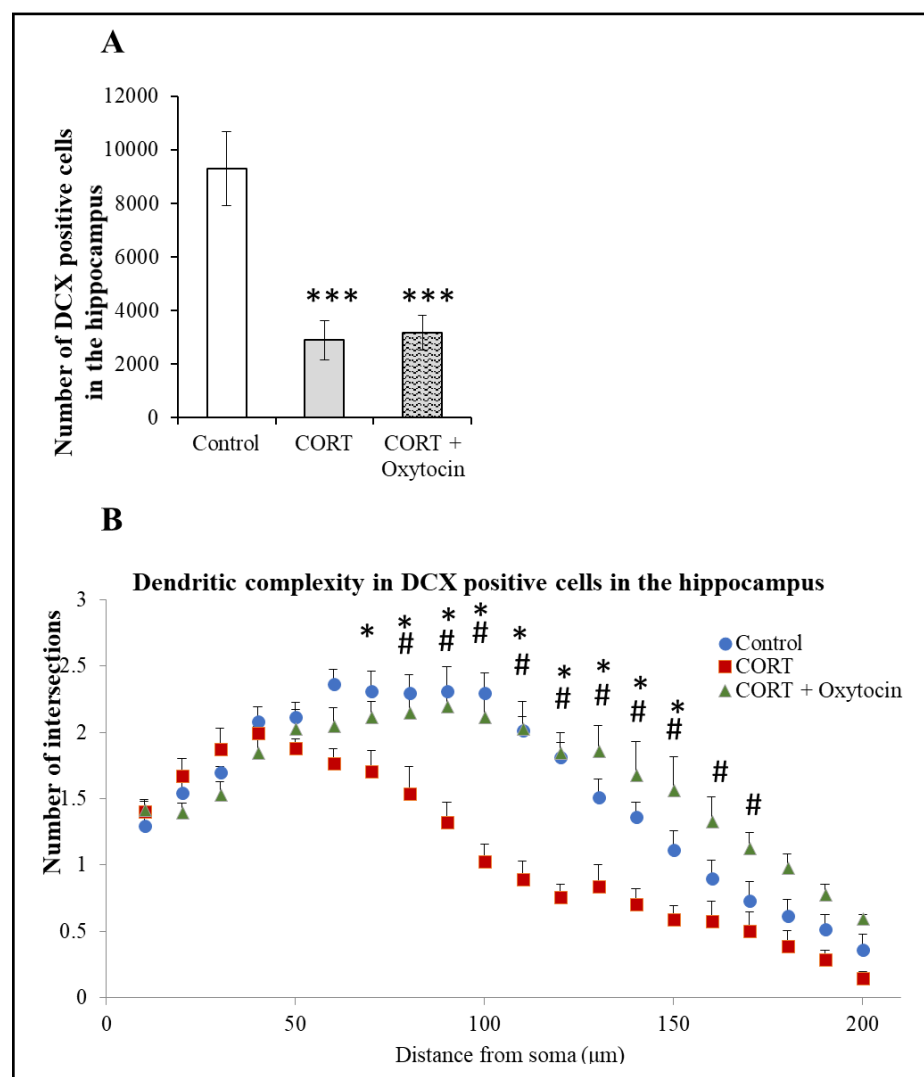 A
Number of DCX positive cells
in the hippocampus
12000
10000
8000
6000
4000
2000
0
***
***
Control
CORT
CORT +
Oxytocin
B
Dendritic complexity in DCX positive cells in the hippocampus
Number of intersections
3
2.5
2
1.5
1
0.5
0
* * * * * * * * *
# # # # # # # # # #
Control
CORT
CORT + Oxytocin
0 50 100 150 200
Distance from soma (μm)